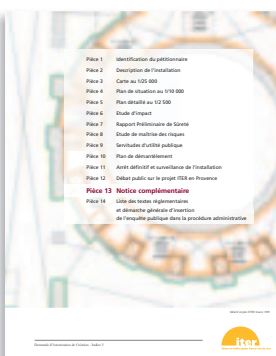 Pièce 1 Identification du pétitionnaire
Pièce 2 Description de l'installation
Pièce 3 Carte au 1/25 000
Pièce 4 Plan de situation au 1/10 000
Pièce 5 Plan détaillé au 1/2 500
Pièce 6 Etude d'impact
Pièce 7 Rapport Préliminaire de Sûreté
Pièce 8 Etude de maîtrise des risques
Pièce 9 Servitudes d'utilité publique
Pièce 10 Plan de démantèlement
Pièce 11 Arrêt définitif et surveillance de l'installation
Pièce 12 Débat public sur le projet ITER en Provence
Pièce 13 Notice complémentaire
Pièce 14 Liste des textes réglementaires
et démarche générale d'insertion
de l'enquête publique dans la procédure administrative
iter